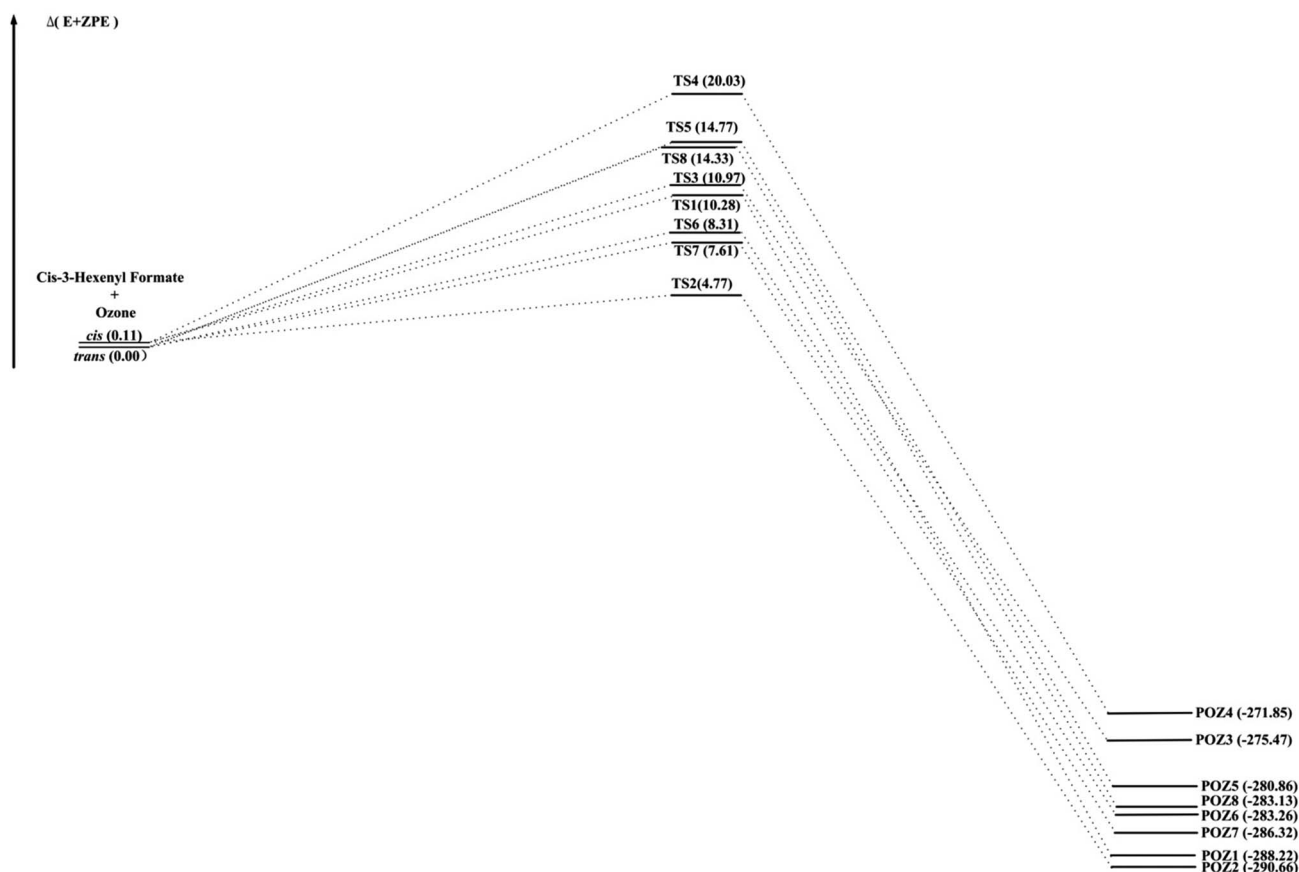 Δ( E+ZPE )
TS4 (20.03)
TS5 (14.77)
TS8 (14.33)
TS3 (10.97)
TS1(10.28)
TS6 (8.31)
TS7 (7.61)
TS2(4.77)
Cis-3-Hexenyl Formate
+
Ozone
cis (0.11)
trans (0.00）
POZ4 (-271.85)
POZ3 (-275.47)
POZ5 (-280.86)
POZ8 (-283.13)
POZ6 (-283.26)
POZ7 (-286.32)
POZ1 (-288.22)
POZ2 (-290.66)